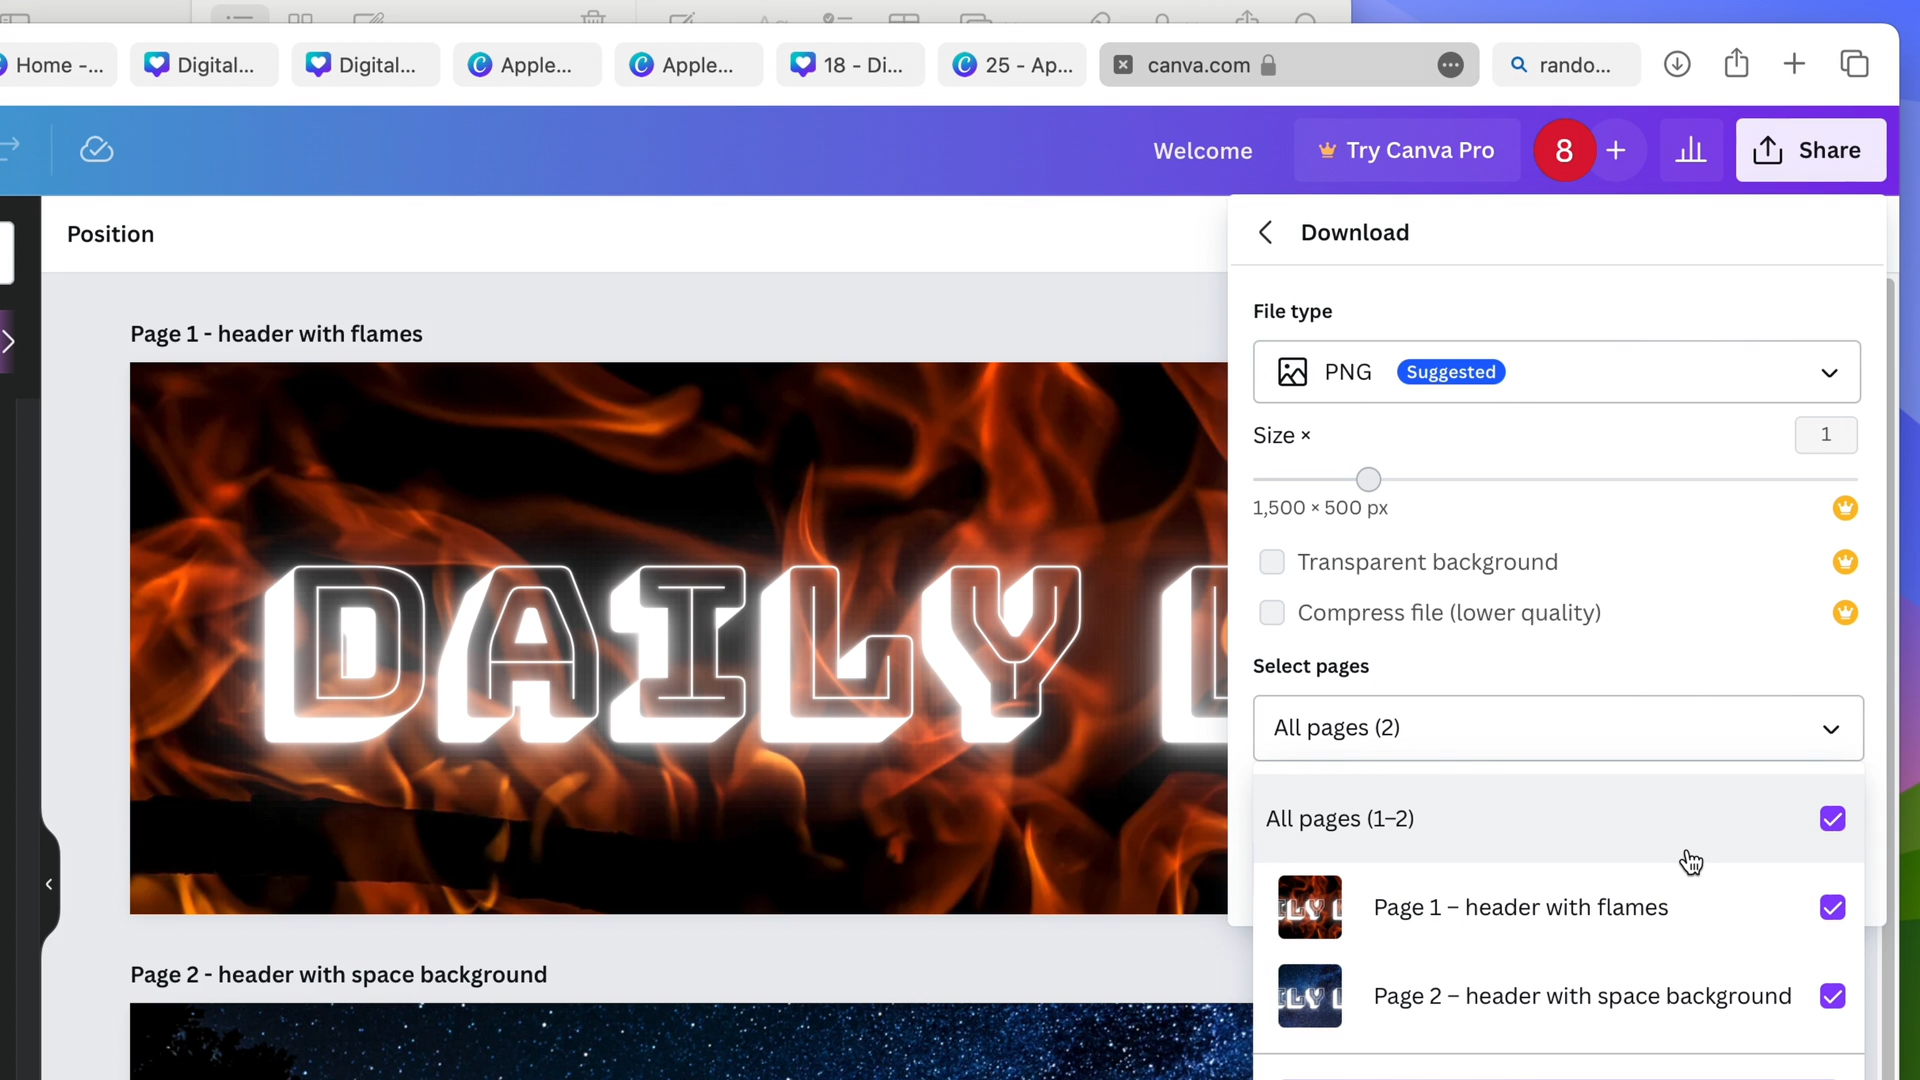 Home -...
Digital...
Digital...
Apple...
Apple...
18 - Di...
25 - Ap...
canva.com
rando...
Welcome
Try Canva Pro
8
Share
Position
Download
File type
PNG
Suggested
Size ×
1
1,500 × 500 px
Transparent background
Compress file (lower quality)
Select pages
All pages (2)
All pages (1–2)
Page 1 – header with flames
Page 2 – header with space background
Page 1 - header with flames
DAILY
Page 2 - header with space background